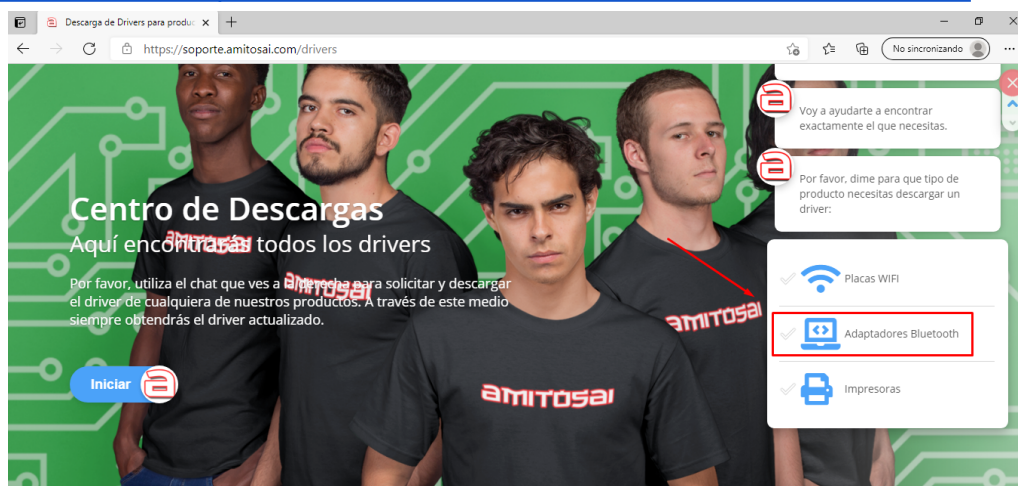 Descarga de Drivers para produc
https://soporte.amitosai.com/drivers
No sincronizando
Voy a ayudarte a encontrar
exactamente el que necesitas.
Por favor, dime para que tipo de
producto necesitas descargar un
driver:
Placas WIFI
Adaptadores Bluetooth
Impresoras
Centro de Descargas
Aquí encontrarás todos los drivers
Por favor, utiliza el chat que ves a la derecha para solicitar y descargar
el driver de cualquiera de nuestros productos. A través de este medio
siempre obtendrás el driver actualizado.
Iniciar
amitosai
amitosai
amitosai
amitosai